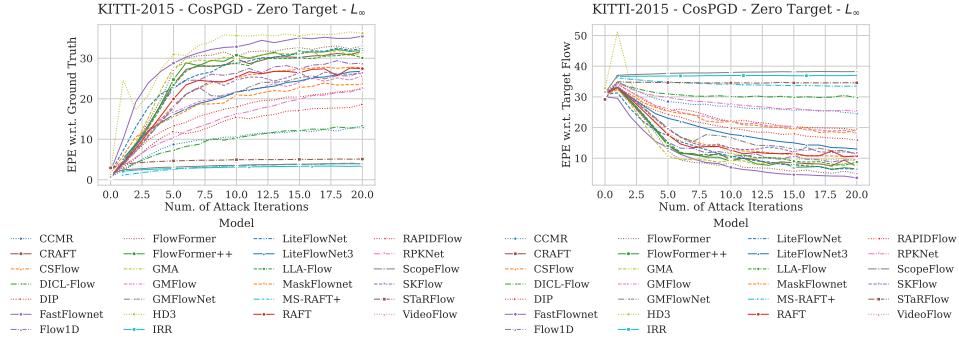 KITTI-2015 - CosPGD - Zero Target - L∞
EPE w.r.t. Ground Truth
30
20
10
0
0.0 2.5 5.0 7.5 10.0 12.5 15.0 17.5 20.0
Num. of Attack Iterations
Model
CCMR FlowFormer LiteFlowNet RAPIDFlow
CRAFT FlowFormer++ LiteFlowNet3 RPKNet
CSFlow GMA LLA-Flow ScopeFlow
DICL-Flow GMFlow MaskFlownet SKFlow
DIP GMFlowNet MS-RAFT+ STaRFlow
FastFlownet HD3 RAFT VideoFlow
Flow1D IRR
KITTI-2015 - CosPGD - Zero Target - L∞
EPE w.r.t. Target Flow
50
40
30
20
10
0.0 2.5 5.0 7.5 10.0 12.5 15.0 17.5 20.0
Num. of Attack Iterations
Model
CCMR FlowFormer LiteFlowNet RAPIDFlow
CRAFT FlowFormer++ LiteFlowNet3 RPKNet
CSFlow GMA LLA-Flow ScopeFlow
DICL-Flow GMFlow MaskFlownet SKFlow
DIP GMFlowNet MS-RAFT+ STaRFlow
FastFlownet HD3 RAFT VideoFlow
Flow1D IRR